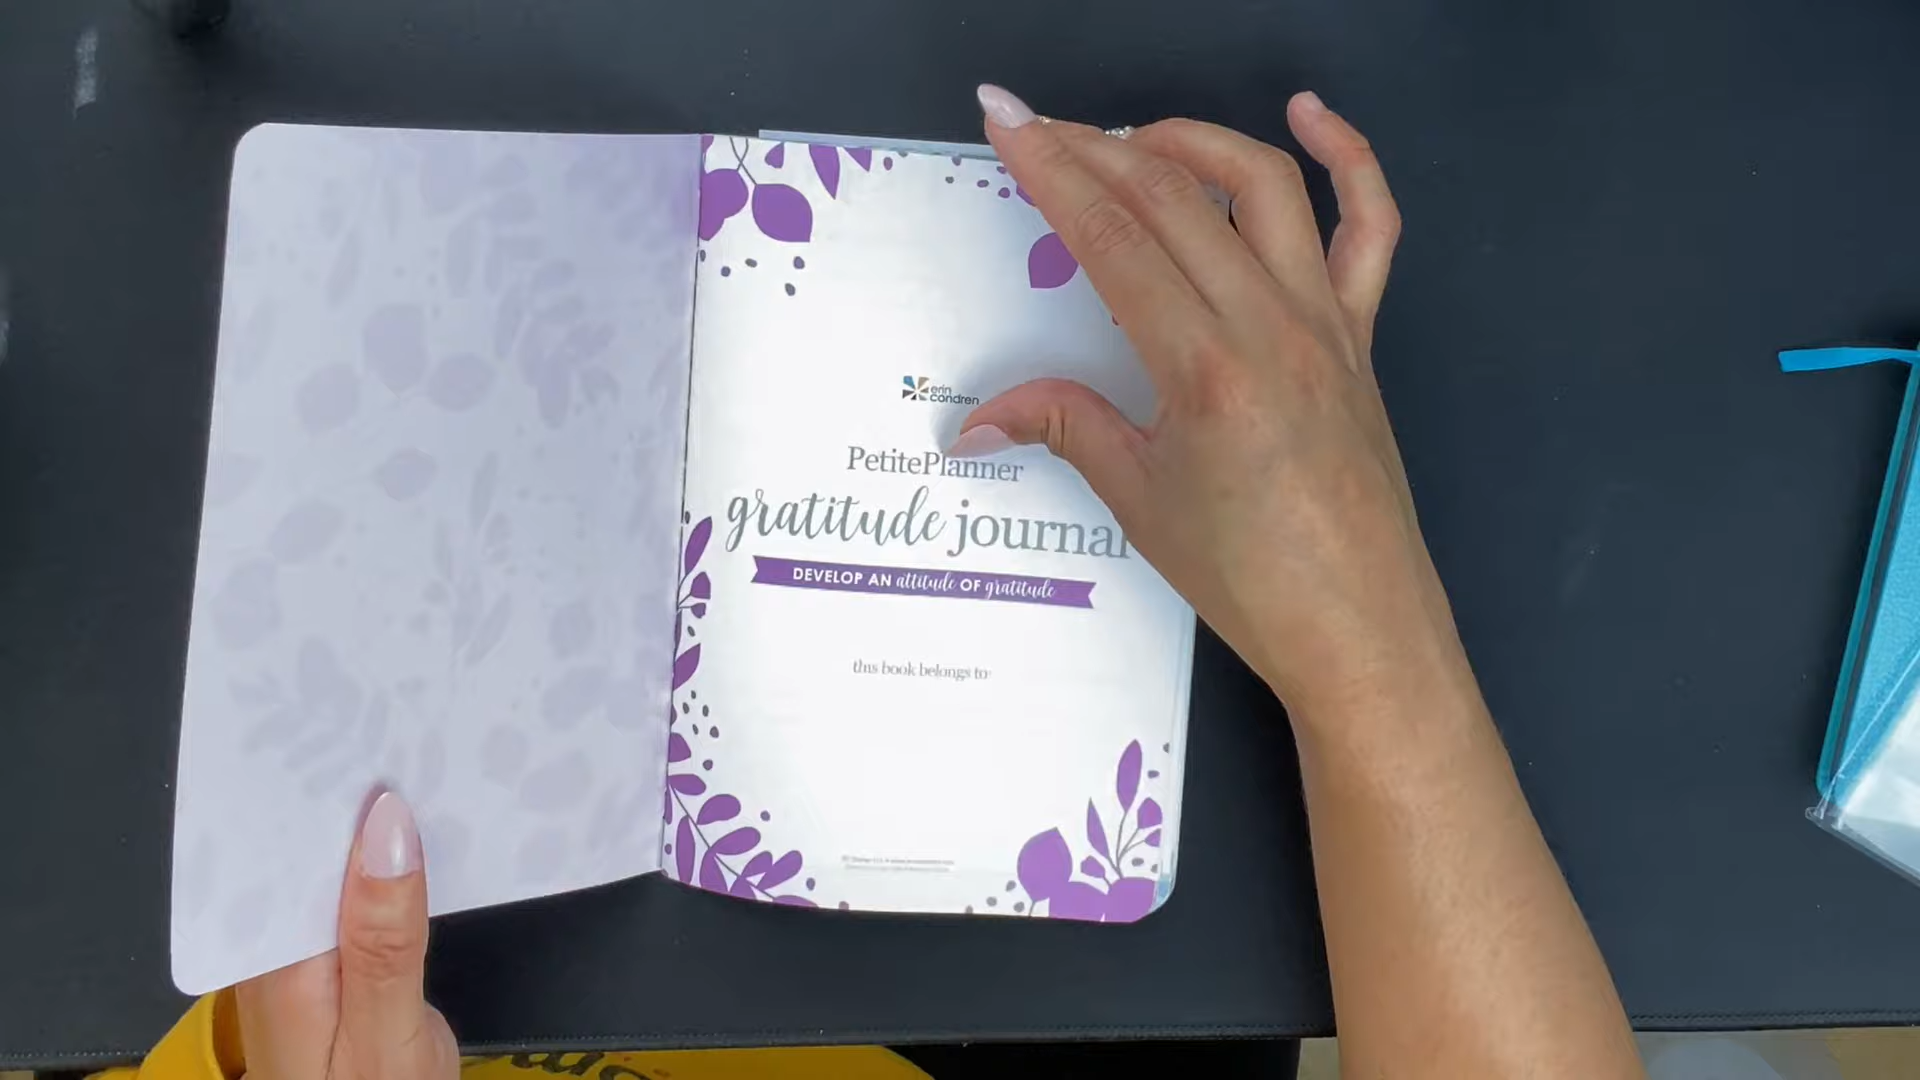 erin
condren
PetitePlanner
gratitude journal
DEVELOP AN attitude OF gratitude
this book belongs to: